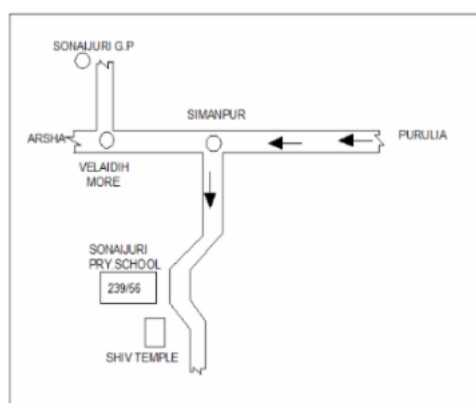 SONAIJURI G.P
SIMANPUR
ARSHA
PURULIA
VELAIDIH
MORE
SONAIJURI
PRY.SCHOOL
239/56
SHIV TEMPLE